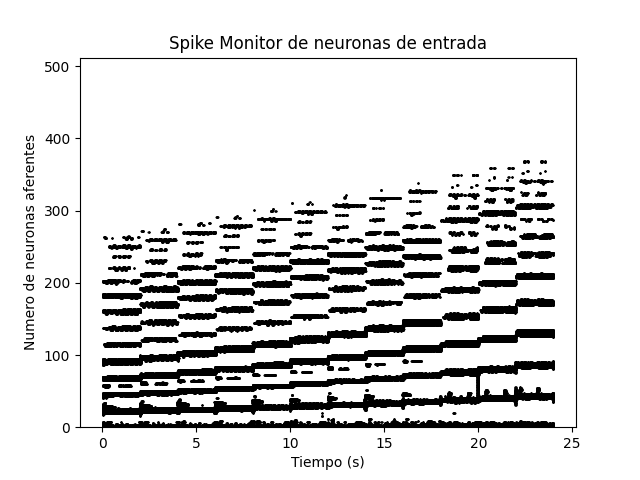 Spike Monitor de neuronas de entrada
Numero de neuronas aferentes
500
400
300
200
100
0
0 5 10 15 20 25
Tiempo (s)